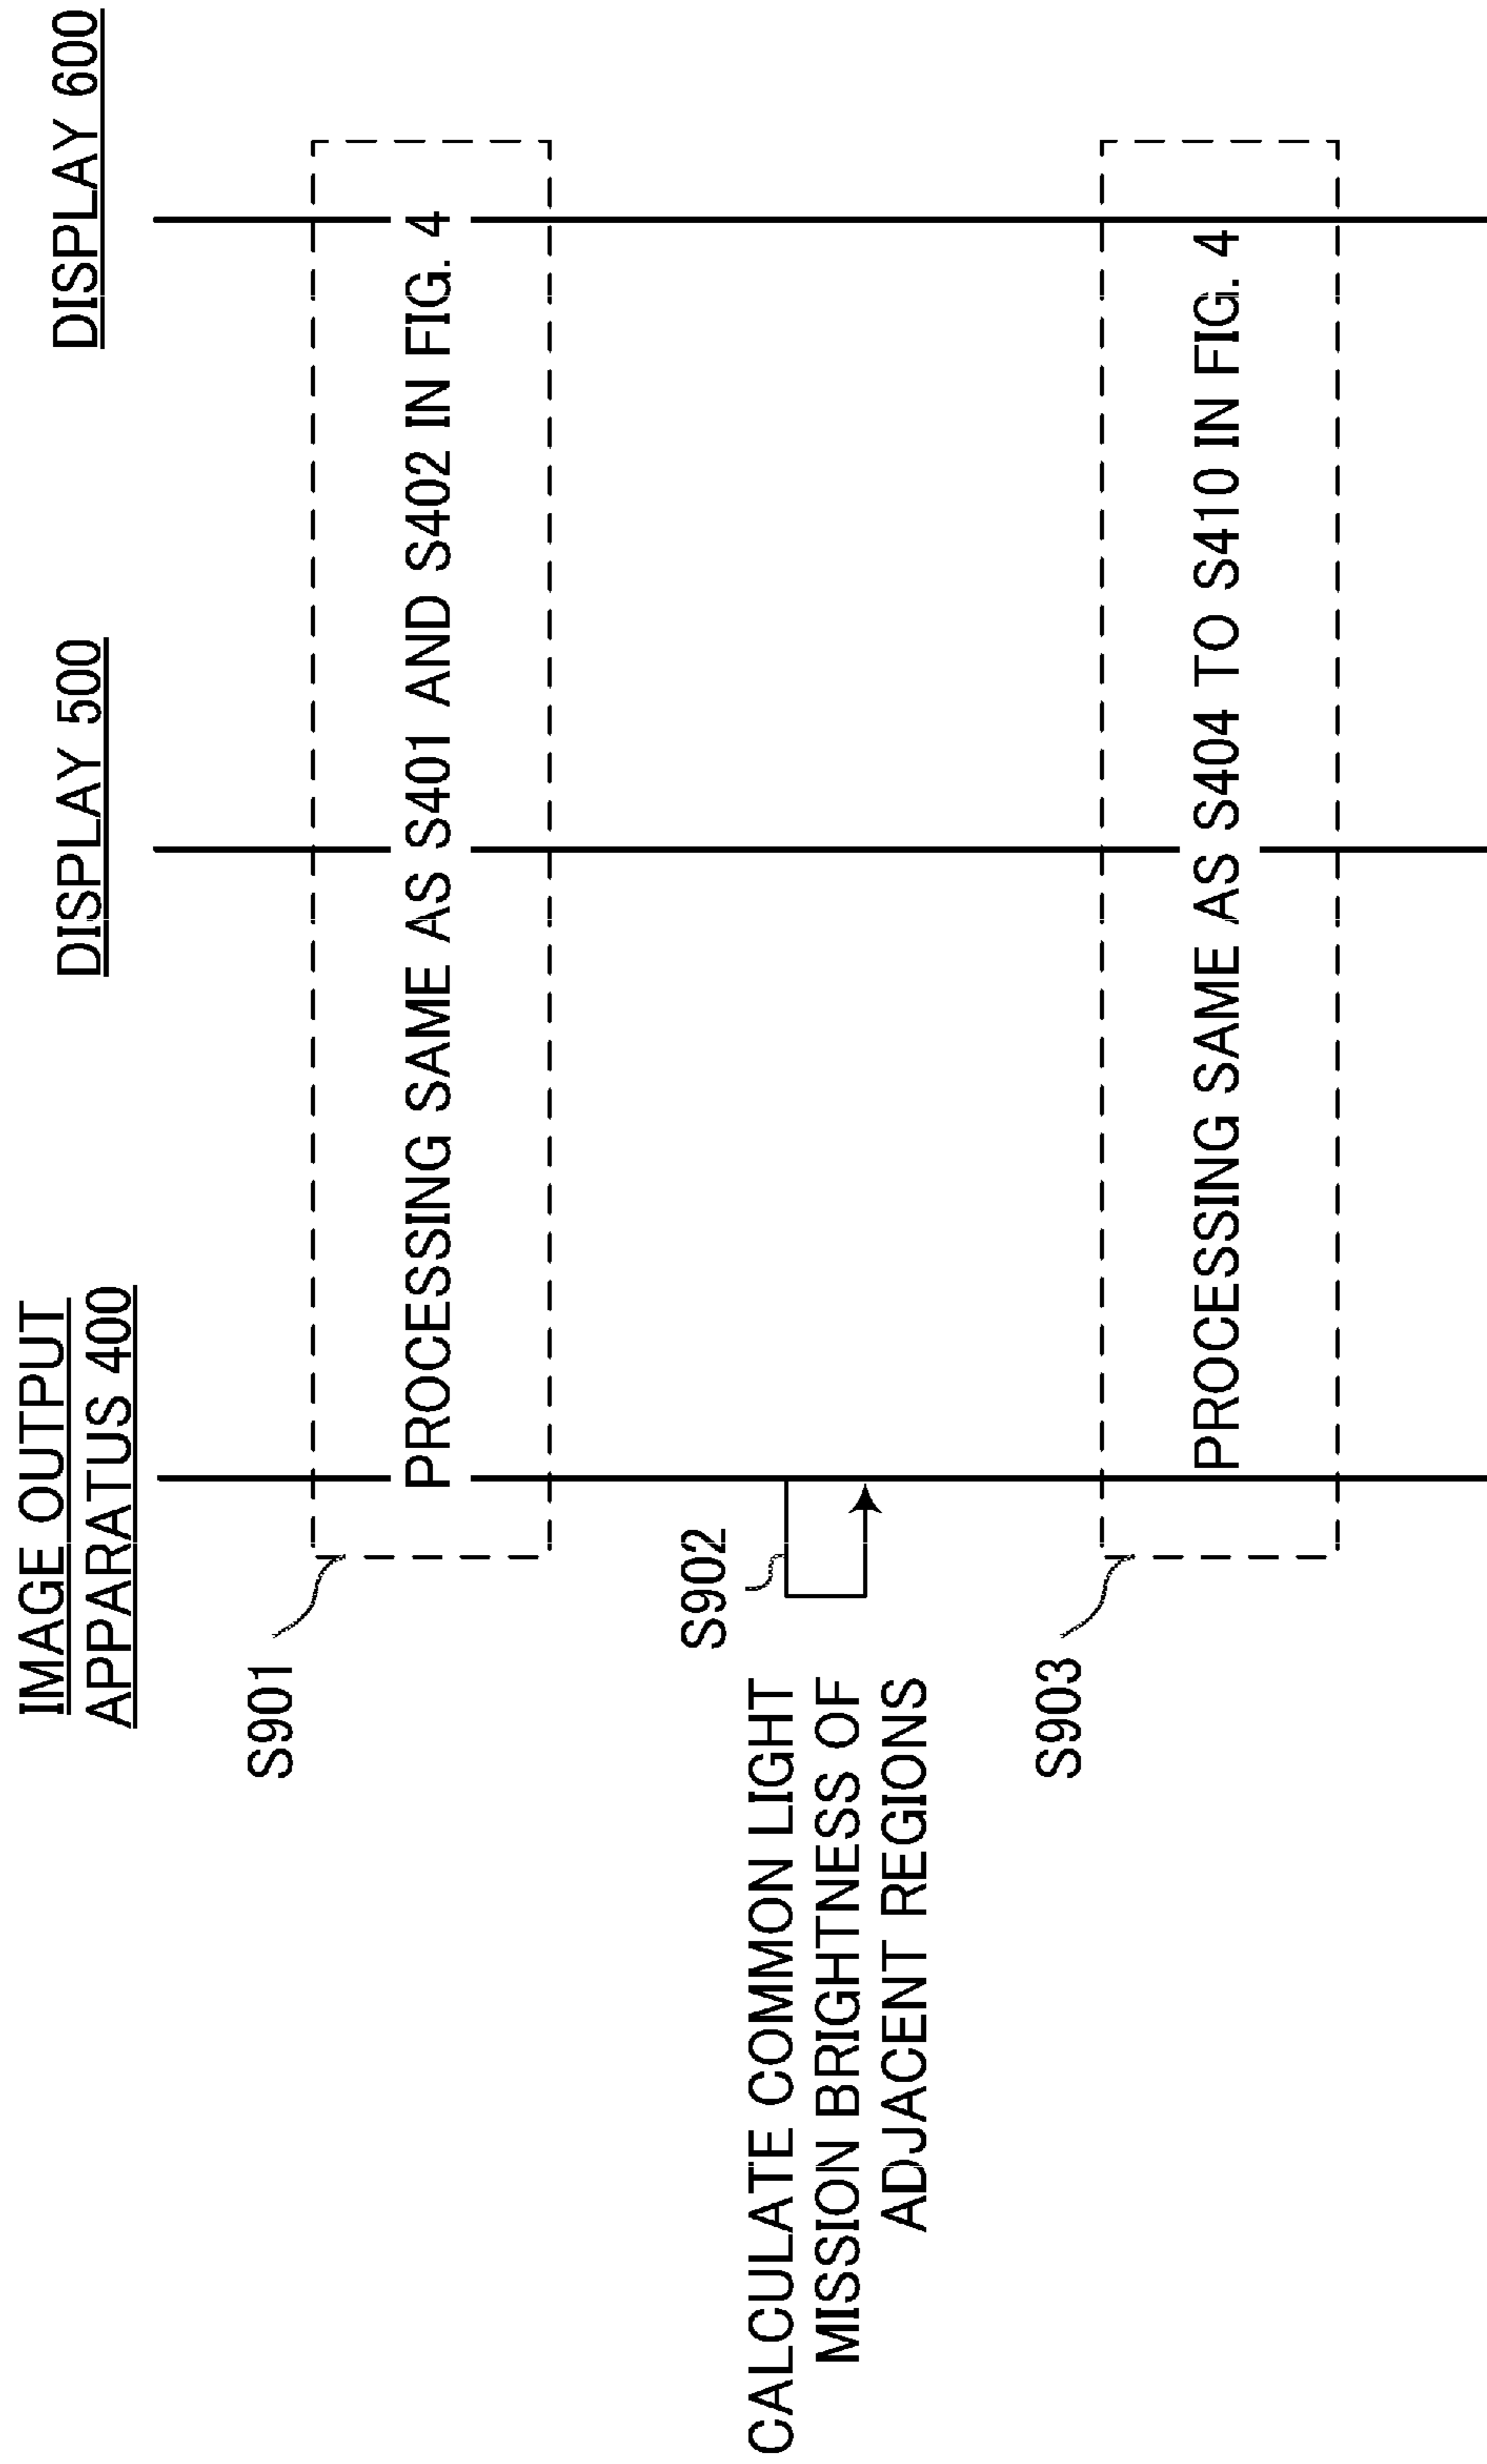 IMAGE OUTPUT
APPARATUS 400
DISPLAY 500
DISPLAY 600
S901
PROCESSING SAME AS S401 AND S402 IN FIG. 4
S902
CALCULATE COMMON LIGHT
MISSION BRIGHTNESS OF
ADJACENT REGIONS
S903
PROCESSING SAME AS S404 TO S410 IN FIG. 4